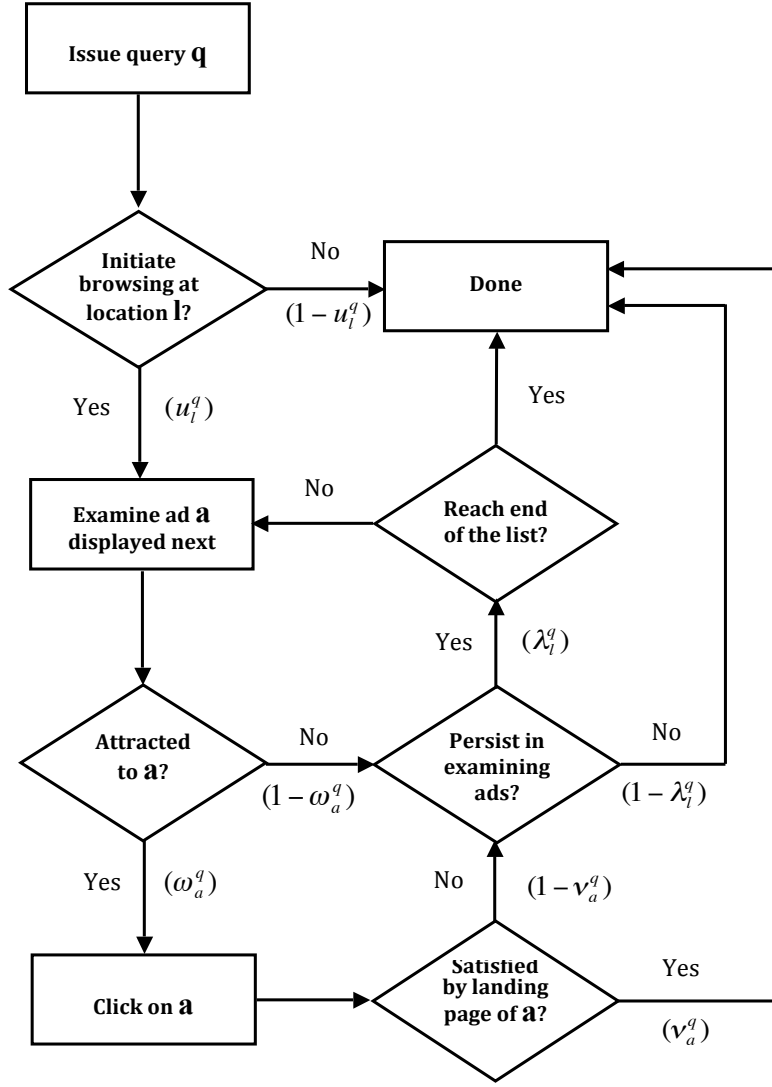 Issue query q
Initiate
browsing at
location l?
No
(1 − u_l^q)
Done
Yes
(u_l^q)
Yes
Examine ad a
displayed next
No
Reach end
of the list?
Yes
(λ_l^q)
Attracted
to a?
No
(1 − ω_a^q)
Persist in
examining
ads?
No
(1 − λ_l^q)
Yes
(ω_a^q)
No
(1 − ν_a^q)
Click on a
Satisfied
by landing
page of a?
Yes
(ν_a^q)